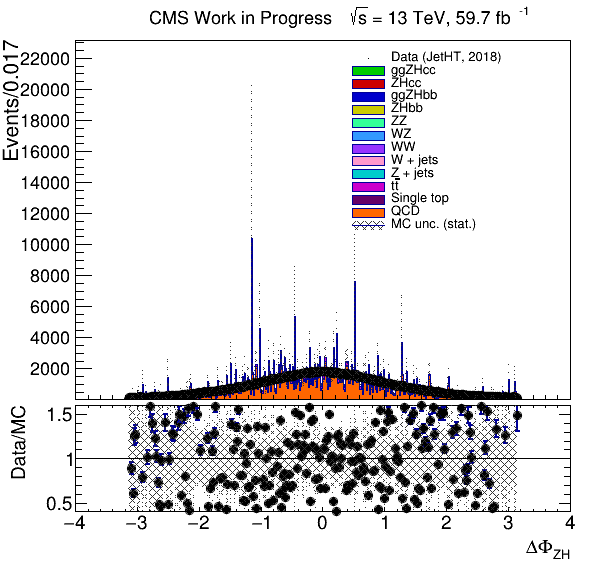 CMS Work in Progress √s = 13 TeV, 59.7 fb⁻¹
Events/0.017
22000
20000
18000
16000
14000
12000
10000
8000
6000
4000
2000
Data (JetHT, 2018)
ggZHcc
ZHcc
ggZHbb
ZHbb
ZZ
WZ
WW
W + jets
Z + jets
tt̄
Single top
QCD
MC unc. (stat.)
Data/MC
1.5
1
0.5
−4 −3 −2 −1 0 1 2 3 4
ΔΦ_ZH